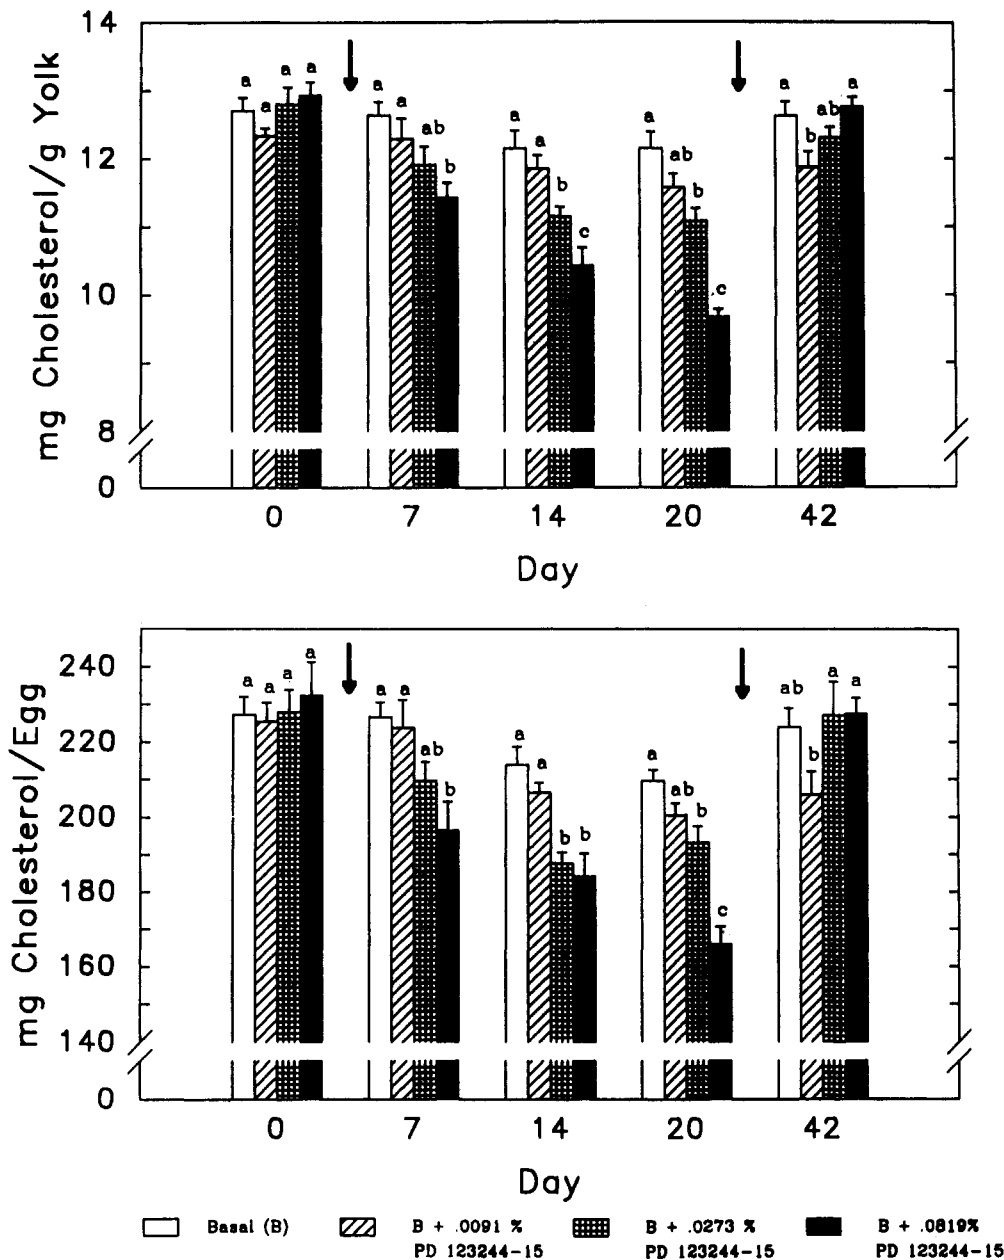 14
12
10
8
0
mg Cholesterol/g Yolk
a a a a
a a ab b
a a b c
a ab b c
a b ab a
0 7 14 20 42
Day
240
220
200
180
160
140
0
mg Cholesterol/Egg
a a a a
a a ab b
a a b b
a ab b c
ab b a a
0 7 14 20 42
Day
Basal (B) B + .0091 % B + .0273 % B + .0819%
PD 123244-15 PD 123244-15 PD 123244-15